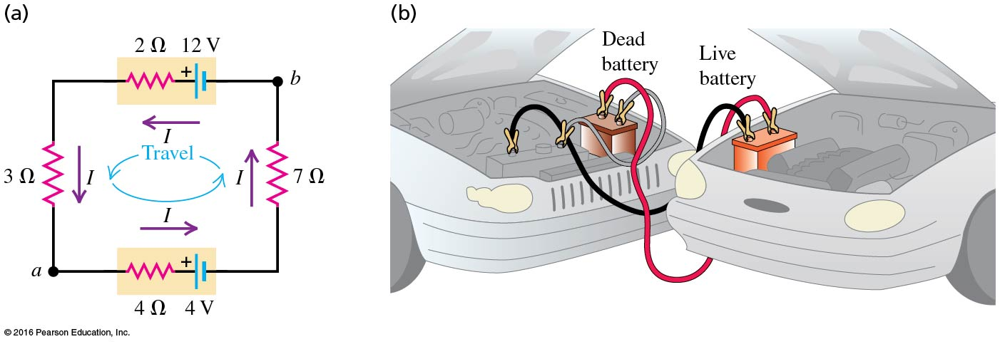 (a)
2 Ω 12 V
+
b
I
Travel
3 Ω
I
I
7 Ω
I
a
+
4 Ω 4 V
© 2016 Pearson Education, Inc.
(b)
Dead
battery
Live
battery